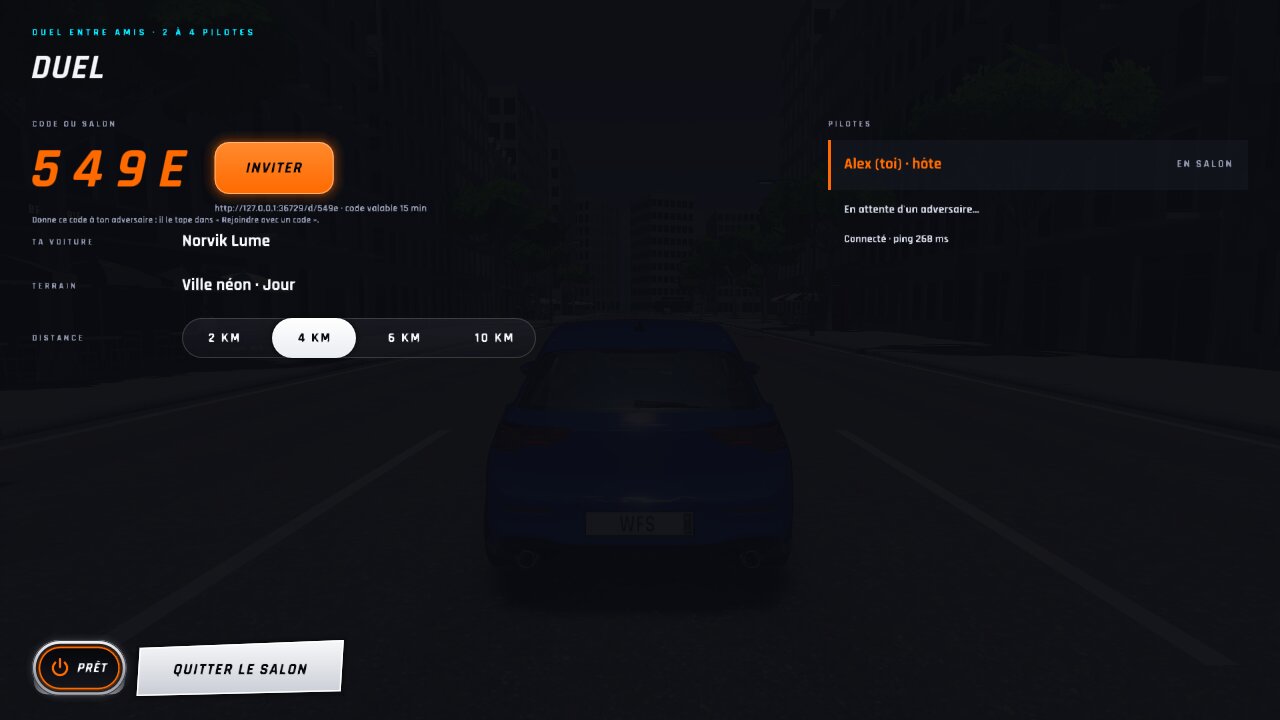 DUEL ENTRE AMIS · 2 À 4 PILOTES
DUEL
CODE DU SALON
549E
INVITER
http://127.0.0.1:36729/d/549e · code valable 15 min
Donne ce code à ton adversaire : il le tape dans « Rejoindre avec un code ».
TA VOITURE
Norvik Lume
TERRAIN
Ville néon · Jour
DISTANCE
2 KM
4 KM
6 KM
10 KM
PILOTES
Alex (toi) · hôte
EN SALON
En attente d'un adversaire…
Connecté · ping 268 ms
WFS
PRÊT
QUITTER LE SALON